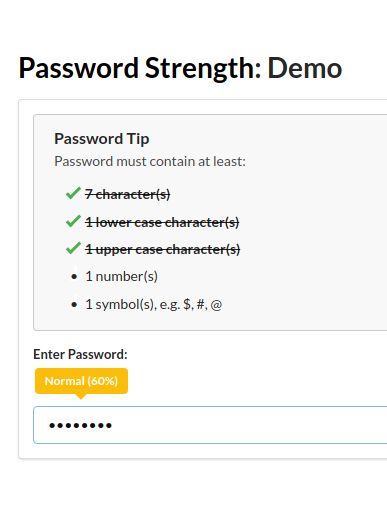 Password Strength: Demo
Password Tip
Password must contain at least:
7 character(s)
1 lower case character(s)
1 upper case character(s)
1 number(s)
1 symbol(s), e.g. $, #, @
Enter Password:
Normal (60%)
••••••••